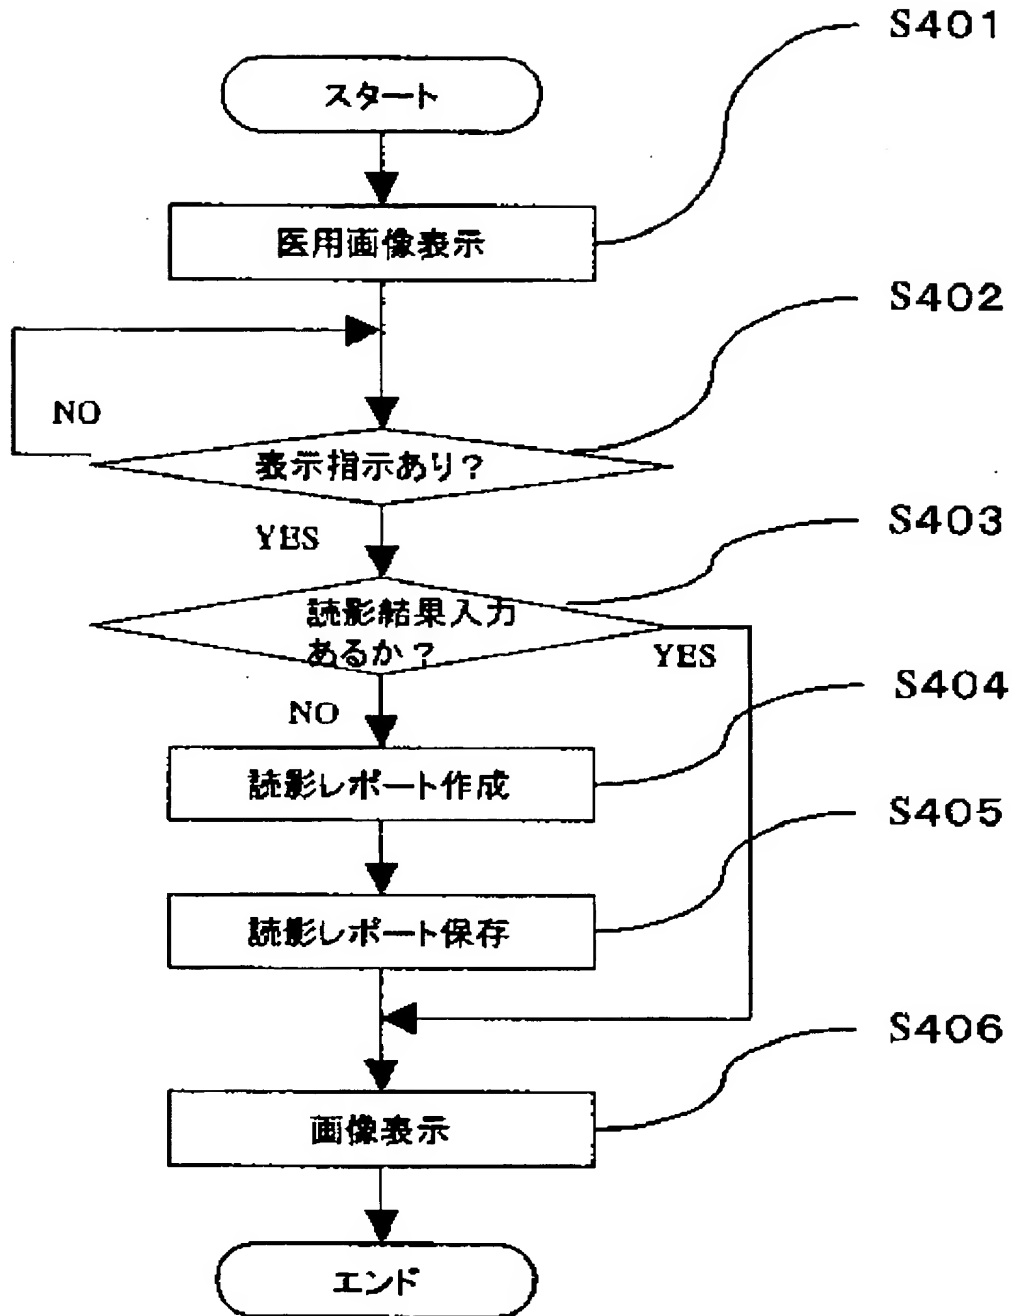 S401
スタート
医用画像表示
S402
NO
表示指示あり?
S403
YES
読影結果入力
あるか?
YES
S404
NO
読影レポート作成
S405
読影レポート保存
S406
画像表示
エンド